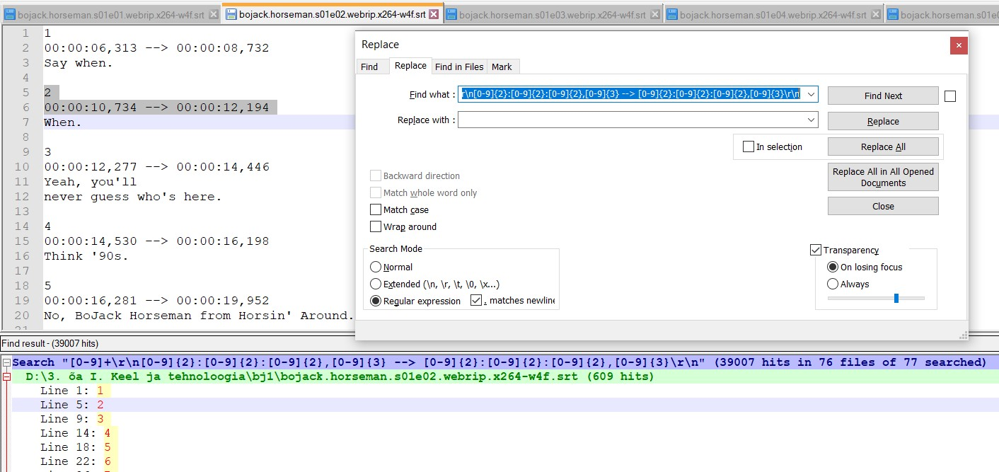 bojack.horseman.s01e01.webrip.x264-w4f.srt
bojack.horseman.s01e02.webrip.x264-w4f.srt
bojack.horseman.s01e03.webrip.x264-w4f.srt
bojack.horseman.s01e04.webrip.x264-w4f.srt
bojack.horseman.s01e0
1 1
2 00:00:06,313 --> 00:00:08,732
3 Say when.
4
5 2
6 00:00:10,734 --> 00:00:12,194
7 When.
8
9 3
10 00:00:12,277 --> 00:00:14,446
11 Yeah, you'll
12 never guess who's here.
13
14 4
15 00:00:14,530 --> 00:00:16,198
16 Think '90s.
17
18 5
19 00:00:16,281 --> 00:00:19,952
20 No, BoJack Horseman from Horsin' Around.
21
Replace
Find Replace Find in Files Mark
Find what : r\n[0-9]{2}:[0-9]{2}:[0-9]{2},[0-9]{3} --> [0-9]{2}:[0-9]{2}:[0-9]{2},[0-9]{3}\r\n
Find Next
Replace with :
Replace
In selection
Replace All
Replace All in All Opened
Documents
Close
Backward direction
Match whole word only
Match case
Wrap around
Search Mode
Normal
Extended (\n, \r, \t, \0, \x...)
Regular expression
. matches newline
Transparency
On losing focus
Always
Find result - (39007 hits)
Search "[0-9]+\r\n[0-9]{2}:[0-9]{2}:[0-9]{2},[0-9]{3} --> [0-9]{2}:[0-9]{2}:[0-9]{2},[0-9]{3}\r\n" (39007 hits in 76 files of 77 searched)
D:\3. õa I. Keel ja tehnoloogia\bj1\bojack.horseman.s01e02.webrip.x264-w4f.srt (609 hits)
Line 1: 1
Line 5: 2
Line 9: 3
Line 14: 4
Line 18: 5
Line 22: 6